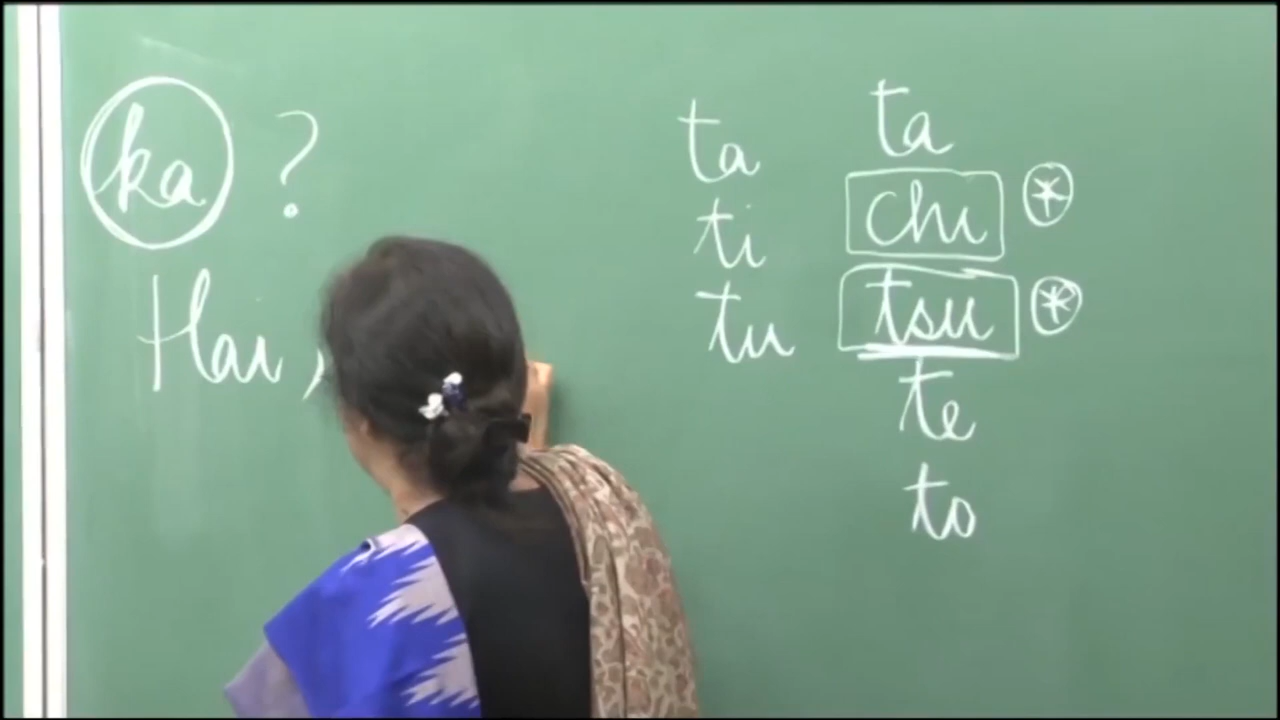 ka ?
Hai,
ta
ti
tu
ta
chi *
tsu *
te
to